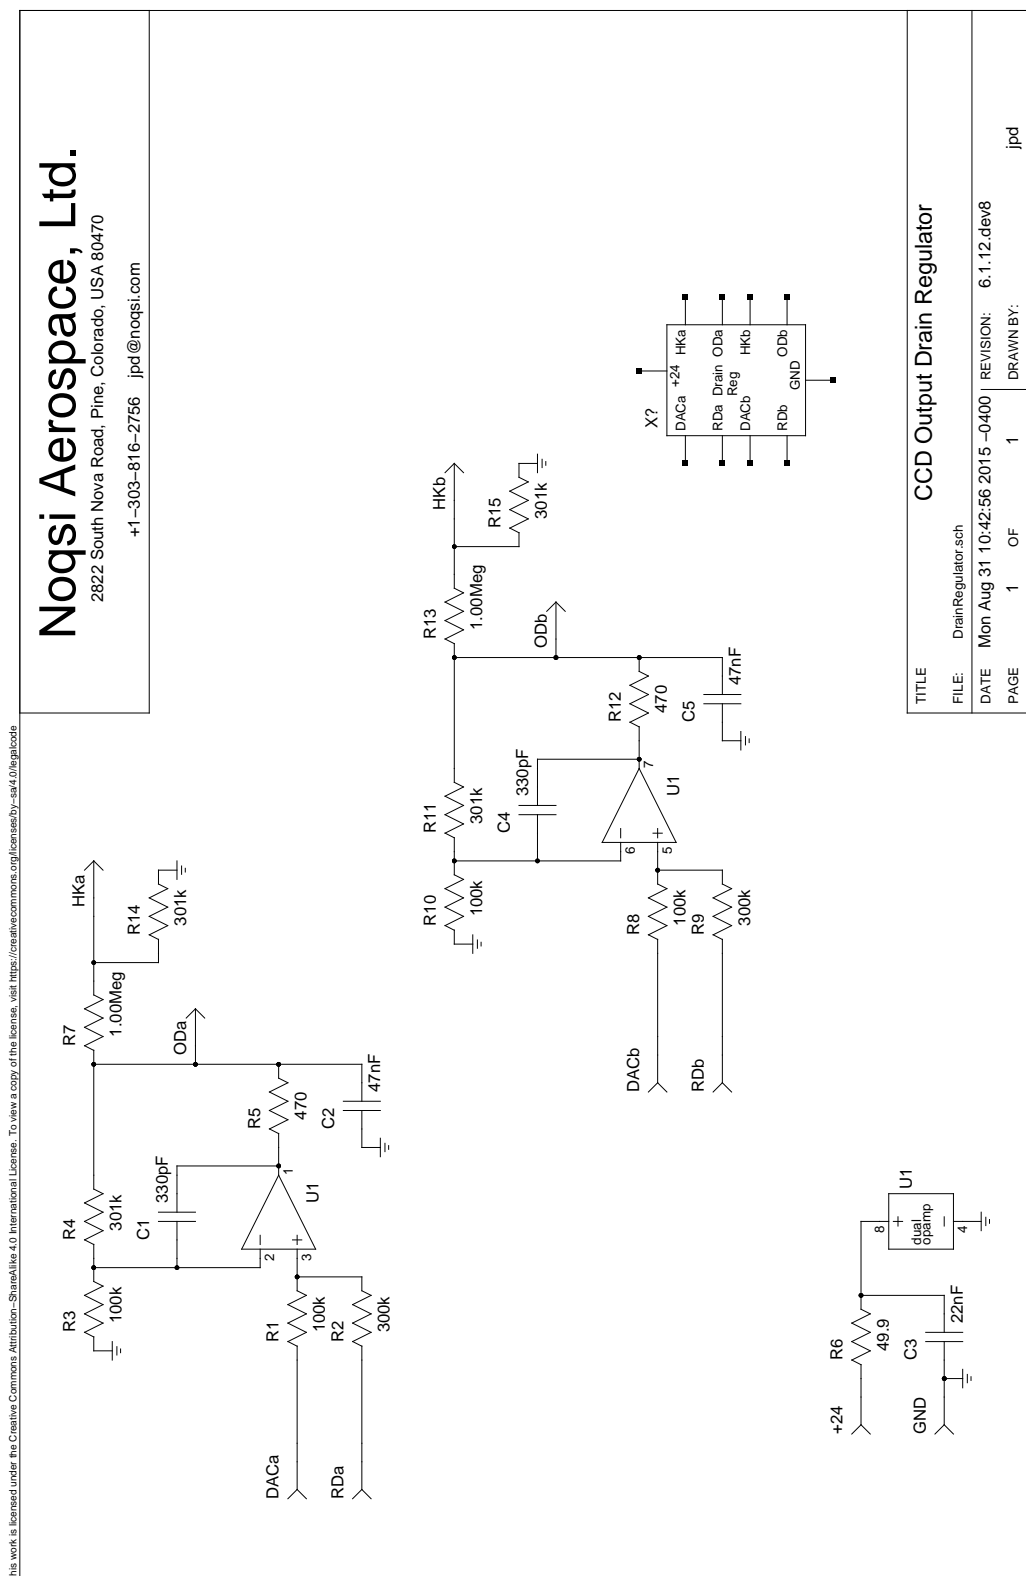 his work is licensed under the Creative Commons Attribution–ShareAlike 4.0 International License. To view a copy of the license, visit https://creativecommons.org/licenses/by–sa/4.0/legalcode
Noqsi Aerospace, Ltd.
2822 South Nova Road, Pine, Colorado, USA 80470
+1–303–816–2756 jpd@noqsi.com
R3
100k
R4
301k
R7
1.00Meg
HKa
R14
301k
C1
330pF
ODa
2
3
1
U1
R5
470
C2
47nF
DACa
R1
100k
RDa
R2
300k
R10
100k
R11
301k
R13
1.00Meg
HKb
R15
301k
C4
330pF
ODb
6
5
7
U1
R12
470
C5
47nF
DACb
R8
100k
RDb
R9
300k
X?
DACa +24 HKa
RDa Drain ODa
Reg
DACb HKb
RDb GND ODb
+24
R6
49.9
GND
C3
22nF
8
+
dual
opamp
–
4
U1
TITLE
CCD Output Drain Regulator
FILE: DrainRegulator.sch
DATE Mon Aug 31 10:42:56 2015 –0400
REVISION: 6.1.12.dev8
PAGE 1 OF 1
DRAWN BY: jpd